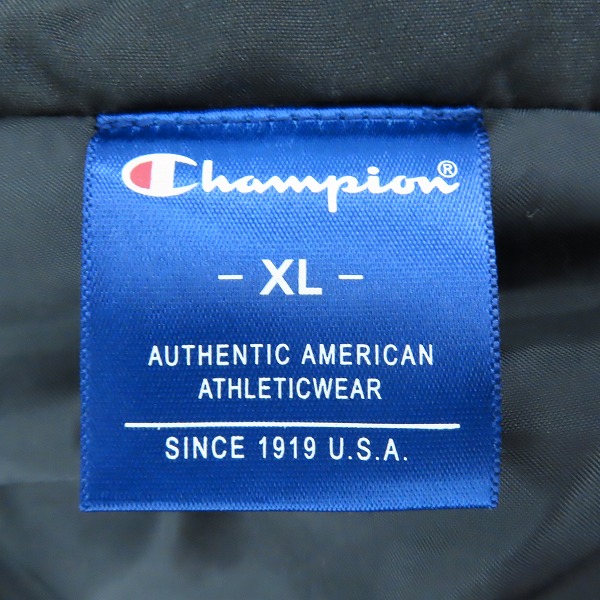 Champion®
- XL -
AUTHENTIC AMERICAN
ATHLETICWEAR
SINCE 1919 U.S.A.